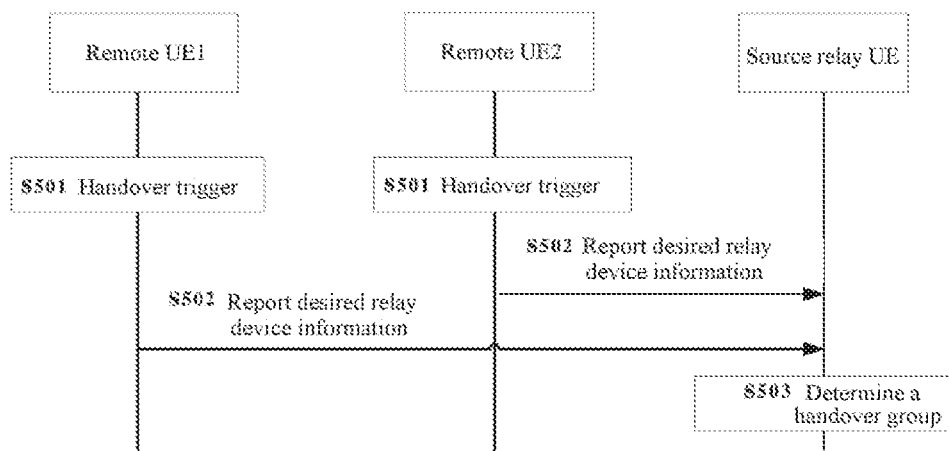 Remote UE1
Remote UE2
Source relay UE
S501 Handover trigger
S501 Handover trigger
S502 Report desired relay
device information
S502 Report desired relay
device information
S503 Determine a
handover group